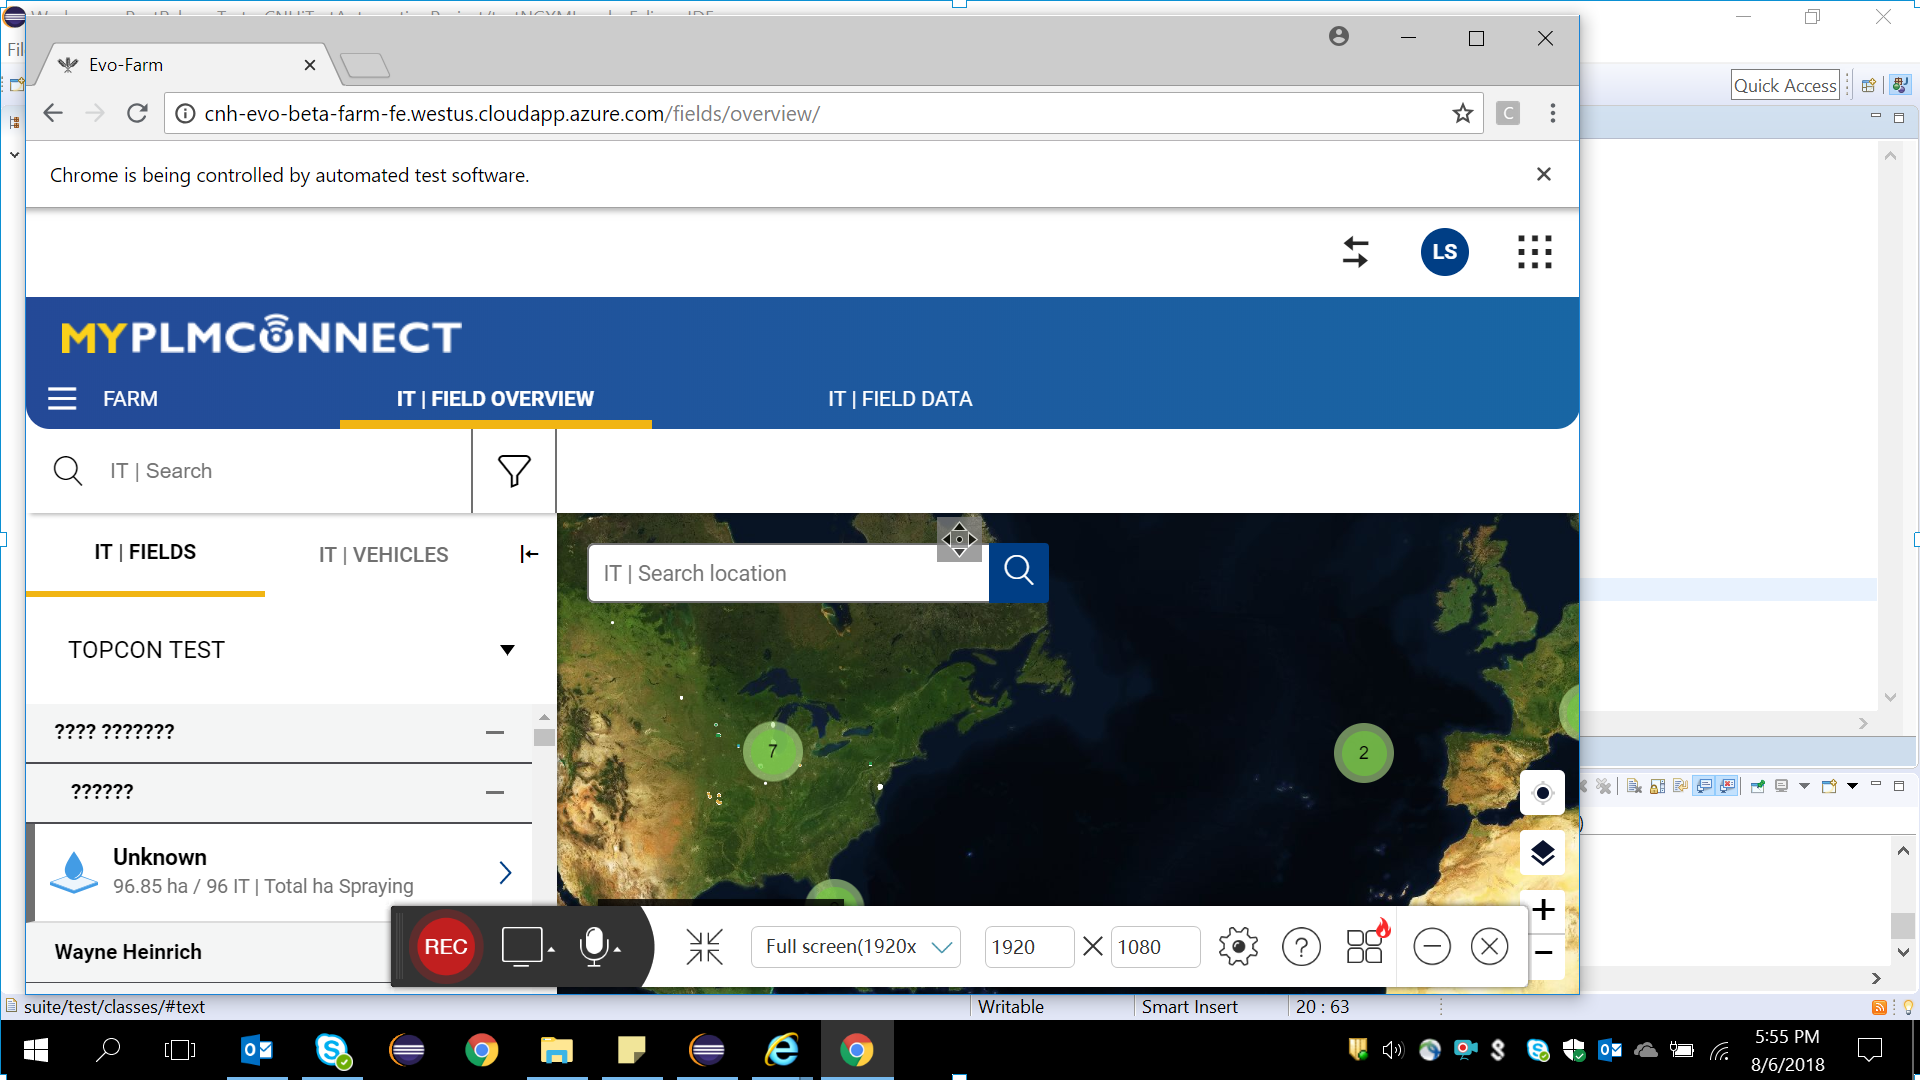 Evo-Farm
Quick Access
cnh-evo-beta-farm-fe.westus.cloudapp.azure.com/fields/overview/
C
Chrome is being controlled by automated test software.
LS
MYPLMCONNECT
FARM
IT | FIELD OVERVIEW
IT | FIELD DATA
IT | Search
IT | FIELDS
IT | VEHICLES
IT | Search location
TOPCON TEST
???? ???????
7
2
??????
Unknown
96.85 ha / 96 IT | Total ha Spraying
Wayne Heinrich
REC
Full screen(1920x
1920
1080
suite/test/classes/#text
Writable
Smart Insert
20 : 63
5:55 PM
8/6/2018